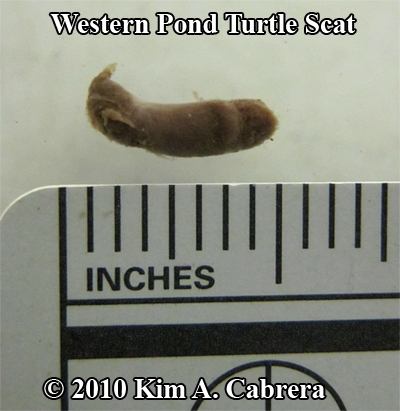 Western Pond Turtle Scat
INCHES
© 2010 Kim A. Cabrera